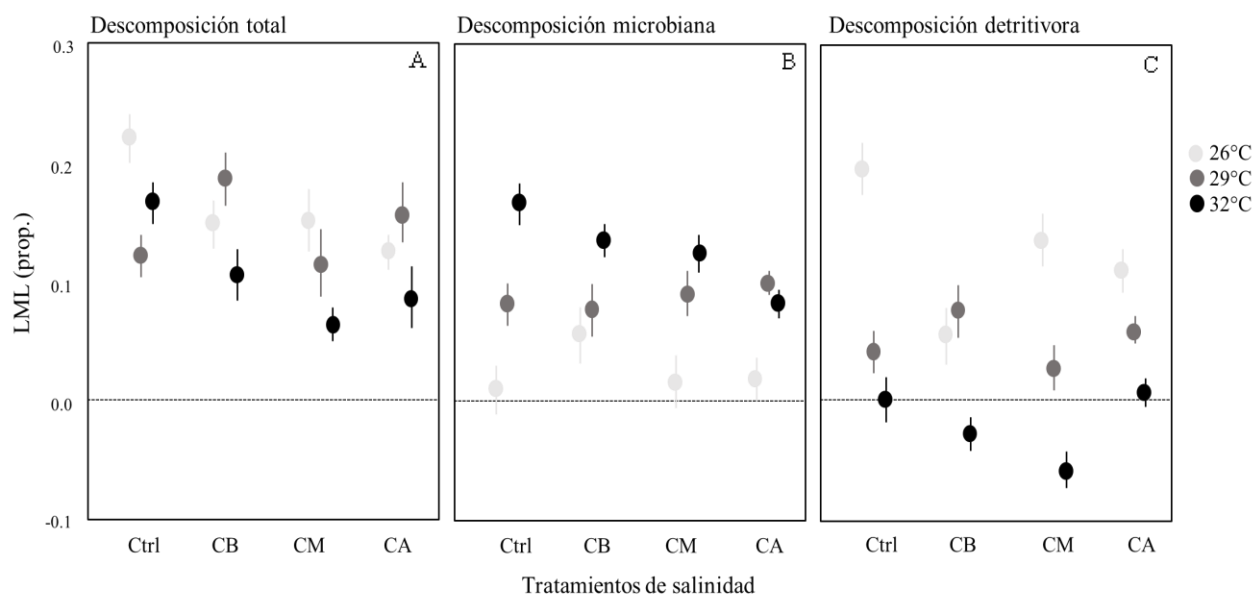 Descomposición total
Descomposición microbiana
Descomposición detritívora
A
B
C
0.3
0.2
0.1
0.0
-0.1
LML (prop.)
26°C
29°C
32°C
Ctrl CB CM CA
Ctrl CB CM CA
Ctrl CB CM CA
Tratamientos de salinidad